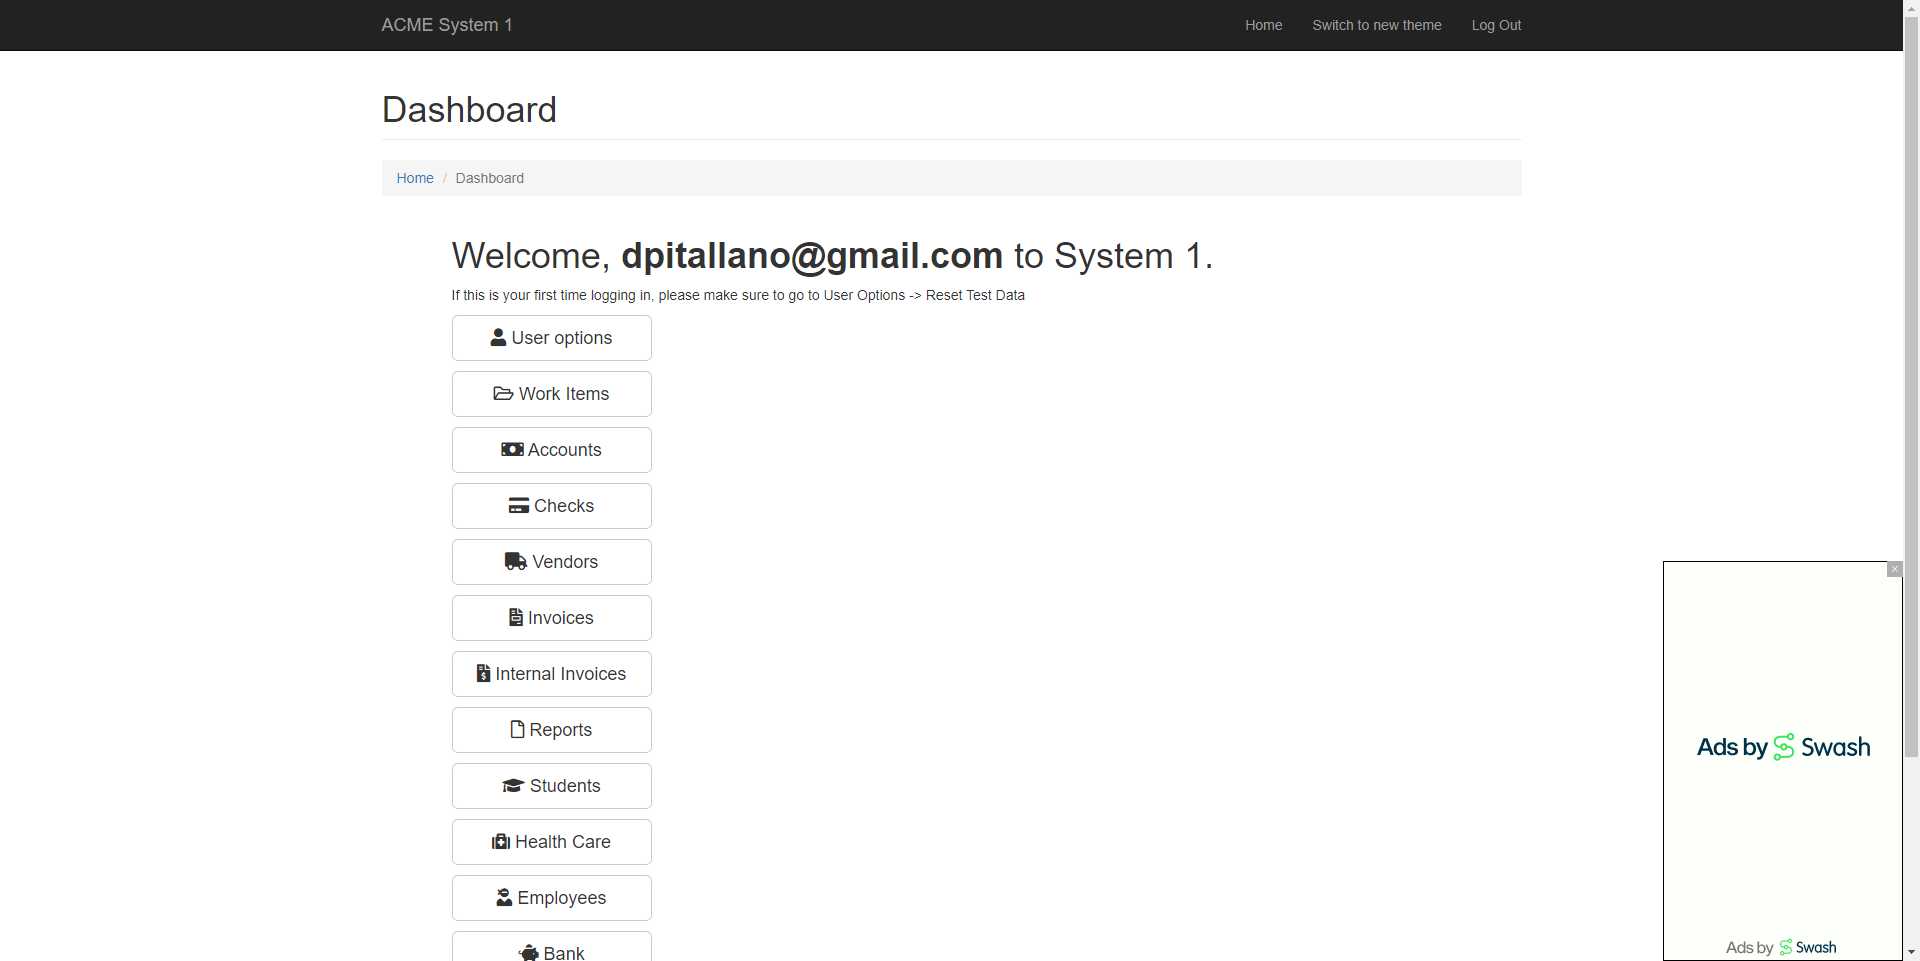 ACME System 1
Home
Switch to new theme
Log Out
Dashboard
Home / Dashboard
Welcome, dpitallano@gmail.com to System 1.
If this is your first time logging in, please make sure to go to User Options -> Reset Test Data
User options
Work Items
Accounts
Checks
Vendors
Invoices
Internal Invoices
Reports
Students
Health Care
Employees
Bank
Ads by Swash
Ads by Swash